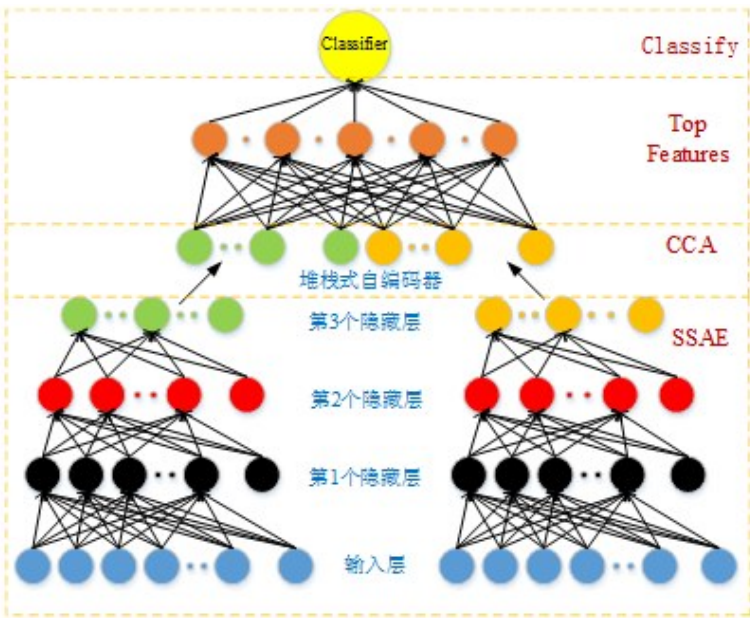 Classifier
Classify
Top
Features
CCA
堆栈式自编码器
第3个隐藏层
SSAE
第2个隐藏层
第1个隐藏层
输入层